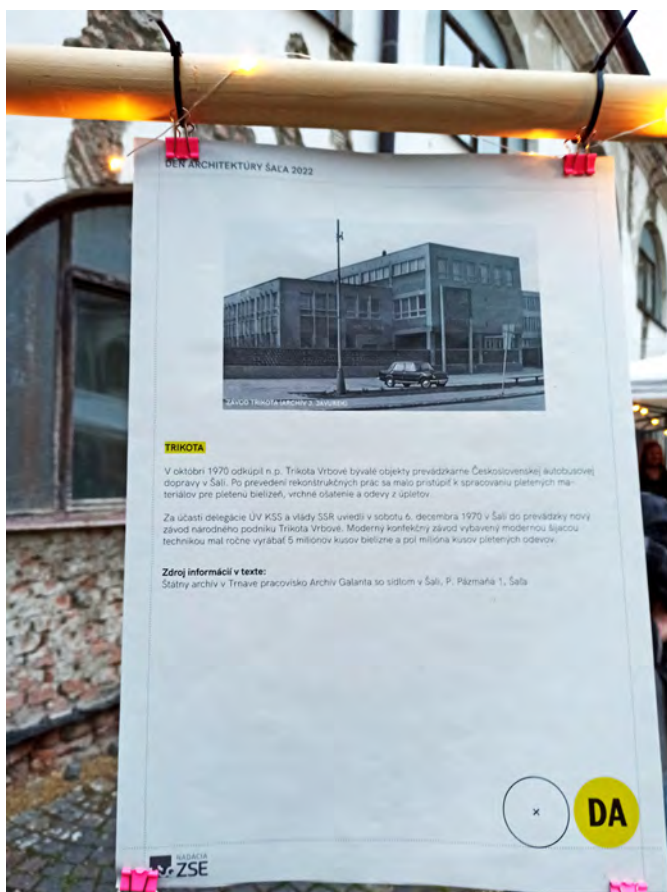 DEŇ ARCHITEKTÚRY ŠAĽA 2022
ZÁVOD TRIKOTA (ARCHÍV J.
TRIKOTA
V októbri 1970 odkúpil n.p. Trikota Vrbové bývalé objekty prevádzkarne Československej autobusovej
dopravy v Šali. Po prevedení rekonštrukčných prác sa malo pristúpiť k spracovaniu pletených ma-
teriálov pre pletenú bielizeň, vrchné ošatenie a odevy z úpletov.
Za účasti delegácie ÚV KSS a vlády SSR uviedli v sobotu 6. decembra 1970 v Šali do prevádzky nový
závod národného podniku Trikota Vrbové. Moderný konfekčný závod vybavený modernou šijacou
technikou mal ročne vyrábať 5 miliónov kusov bielizne a pol milióna kusov pletených odevov.
Zdroj informácií v texte:
Štátny archív v Trnave pracovisko Archív Galanta so sídlom v Šali, P. Pázmáňa 1, Šaľa
DA
NADÁCIA
ZSE